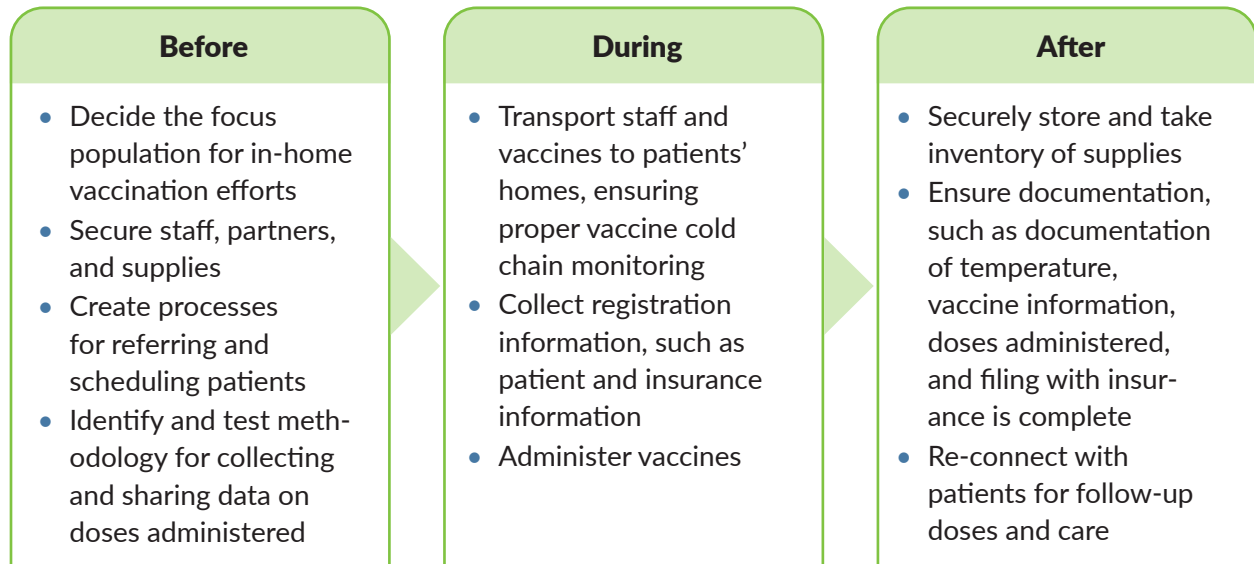 Before
Decide the focus
population for in-home
vaccination efforts
Secure staff, partners,
and supplies
Create processes
for referring and
scheduling patients
Identify and test meth-
odology for collecting
and sharing data on
doses administered
During
Transport staff and
vaccines to patients’
homes, ensuring
proper vaccine cold
chain monitoring
Collect registration
information, such as
patient and insurance
information
Administer vaccines
After
Securely store and take
inventory of supplies
Ensure documentation,
such as documentation
of temperature,
vaccine information,
doses administered,
and filing with insur-
ance is complete
Re-connect with
patients for follow-up
doses and care